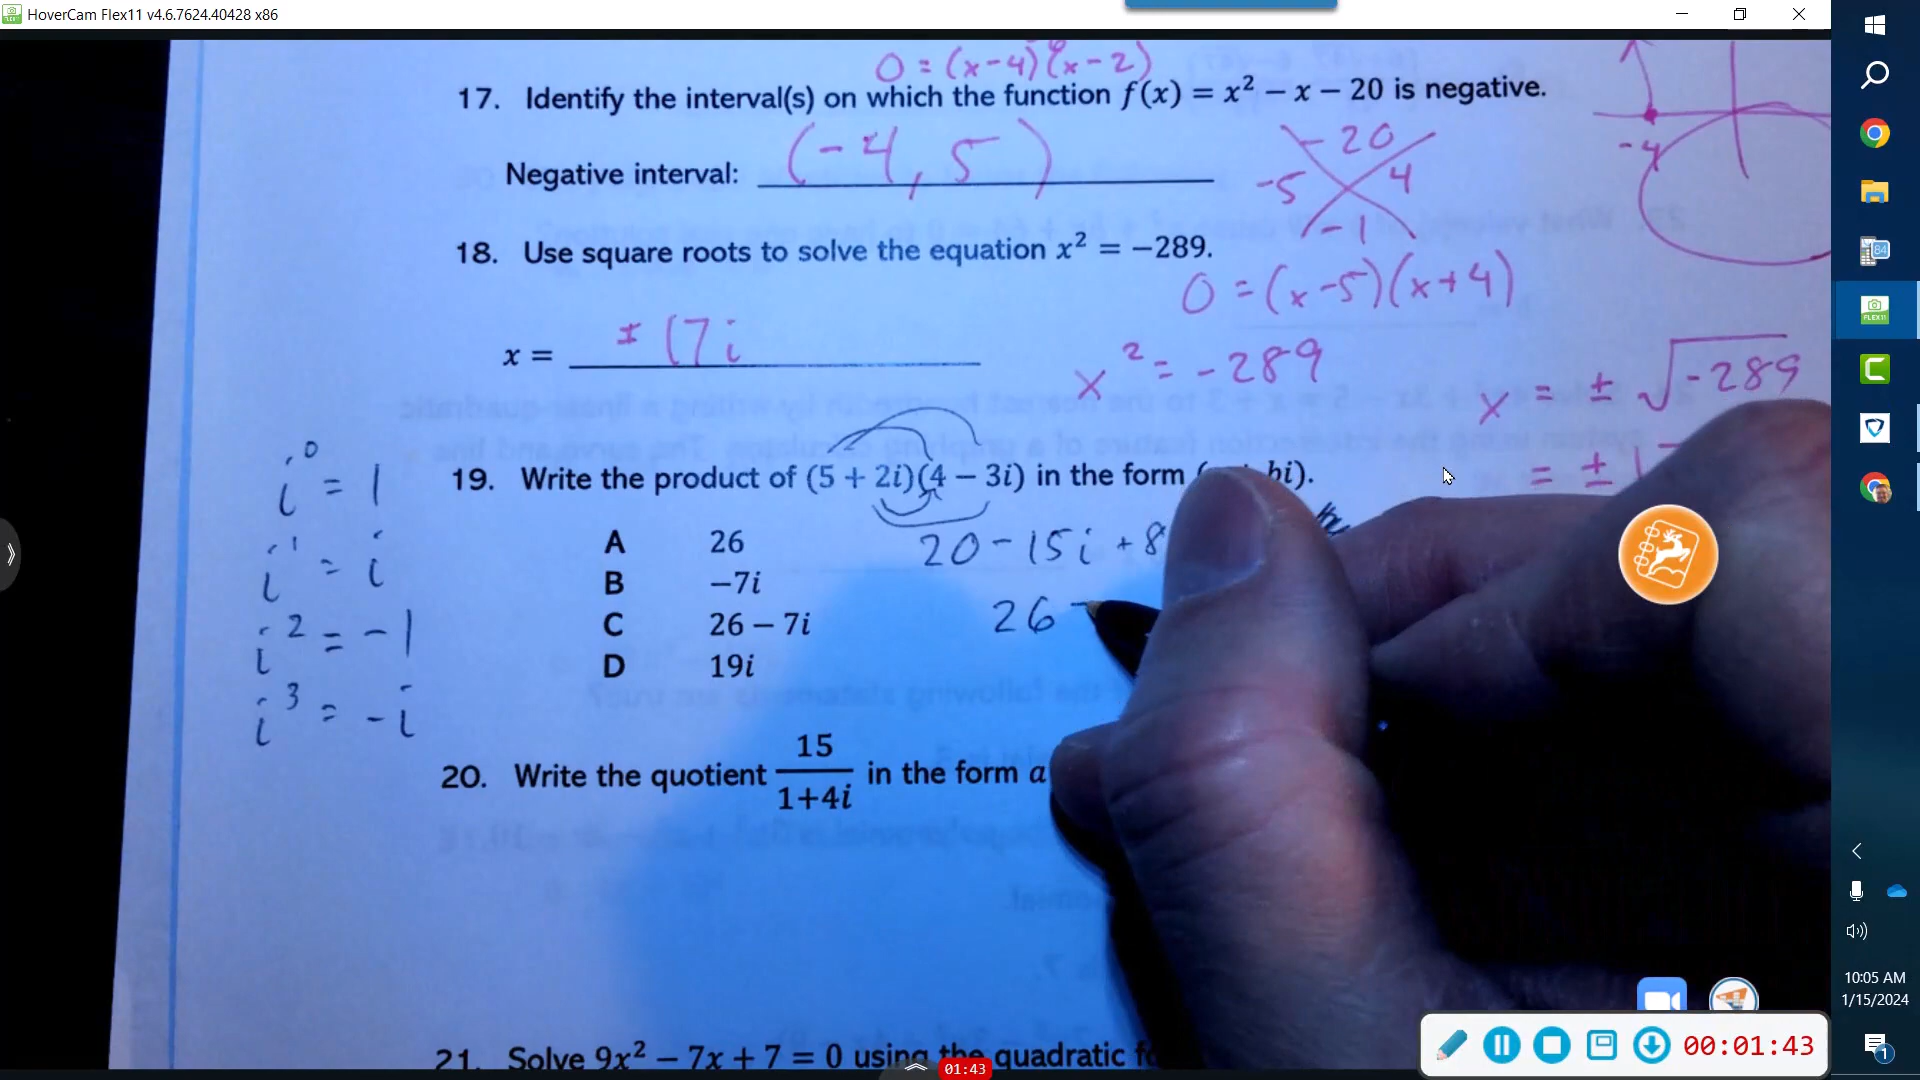 HoverCam Flex11 v4.6.7624.40428 x86
0 = (x-4)(x-2)
17. Identify the interval(s) on which the function f(x) = x² − x − 20 is negative.
Negative interval: (-4, 5)
-20
-5 4
-1
-4
18. Use square roots to solve the equation x² = −289.
0 = (x-5)(x+4)
x = ± 17i
x² = -289
x = ± √-289
= ± 1
19. Write the product of (5 + 2i)(4 − 3i) in the form bi).
i⁰ = 1
i¹ = i
i² = -1
i³ = -i
A 26
B −7i
C 26 − 7i
D 19i
20 - 15i + 8
26 -
20. Write the quotient 15/1+4i in the form a
21. Solve 9x² − 7x + 7 = 0 using the quadratic
01:43
00:01:43
84
FLEX11
10:05 AM
1/15/2024
1